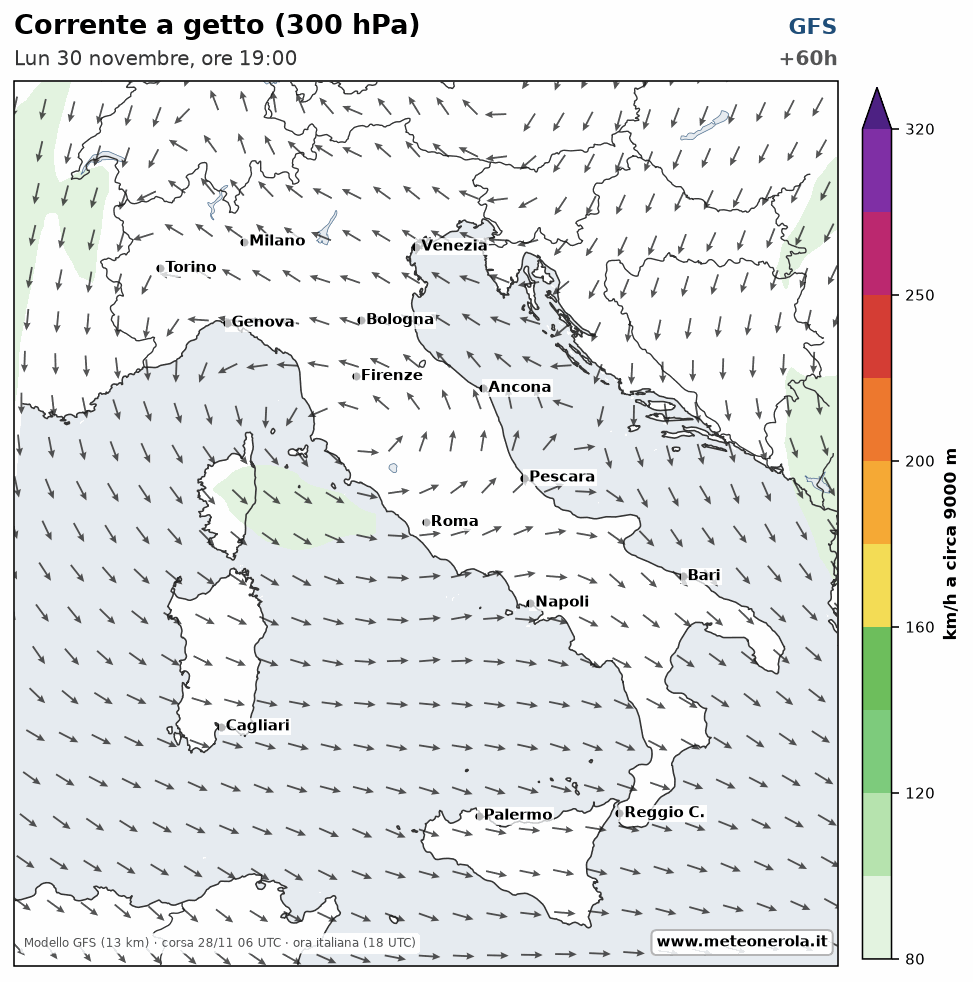 Corrente a getto (300 hPa)
GFS
Lun 30 novembre, ore 19:00
+60h
320
250
200
160
120
80
km/h a circa 9000 m
Milano
Venezia
Torino
Genova
Bologna
Firenze
Ancona
Pescara
Roma
Bari
Napoli
Cagliari
Palermo
Reggio C.
Modello GFS (13 km) · corsa 28/11 06 UTC · ora italiana (18 UTC)
www.meteonerola.it